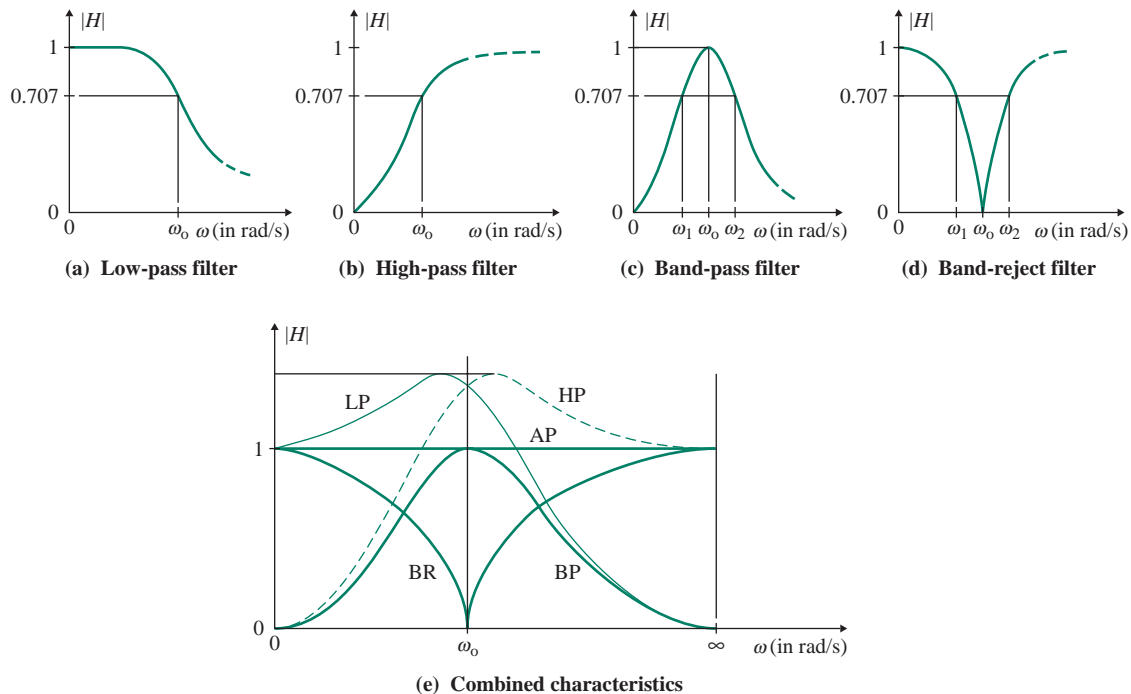 |H|
1
0.707
0
0
ωo ω (in rad/s)
(a) Low-pass filter
|H|
1
0.707
0
0
ωo ω (in rad/s)
(b) High-pass filter
|H|
1
0.707
0
0
ω1 ωo ω2 ω (in rad/s)
(c) Band-pass filter
|H|
1
0.707
0
0
ω1 ωo ω2 ω (in rad/s)
(d) Band-reject filter
|H|
LP
HP
AP
1
BR
BP
0
0
ωo
∞
ω (in rad/s)
(e) Combined characteristics